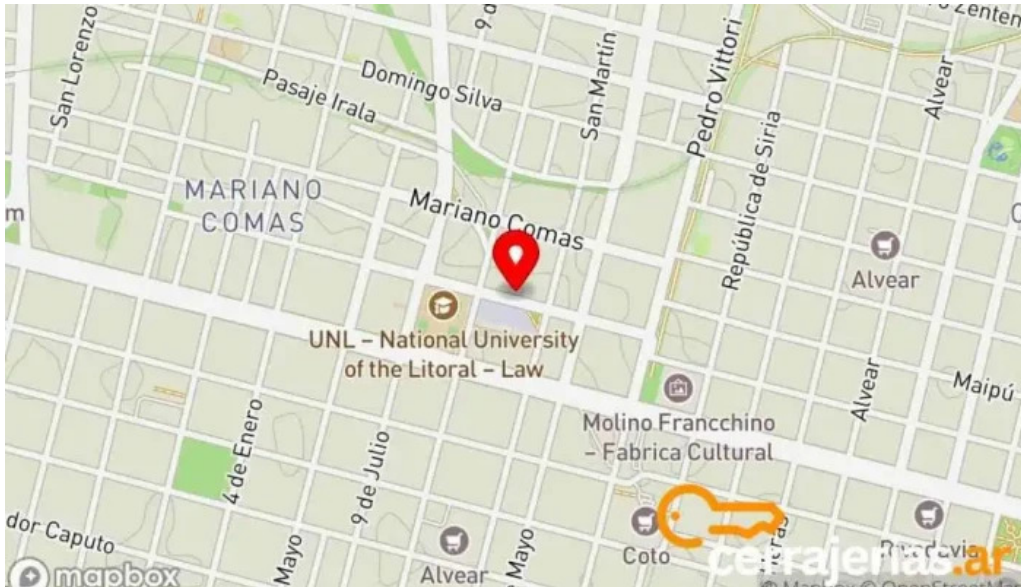 San Lorenzo
9 d
Zenten
Domingo Silva
Pasaje Irala
San Martín
Pedro Vittori
Alvear
República de Siria
MARIANO
COMAS
Mariano Comas
m
Alvear
UNL – National University
of the Litoral – Law
Maipú
Alvear
Molino Francchino
– Fabrica Cultural
4 de Enero
9 de Julio
dor Caputo
Mayo
Alvear
Mayo
Coto
ras
Rivadavia
cerrajerias.ar
mapbox